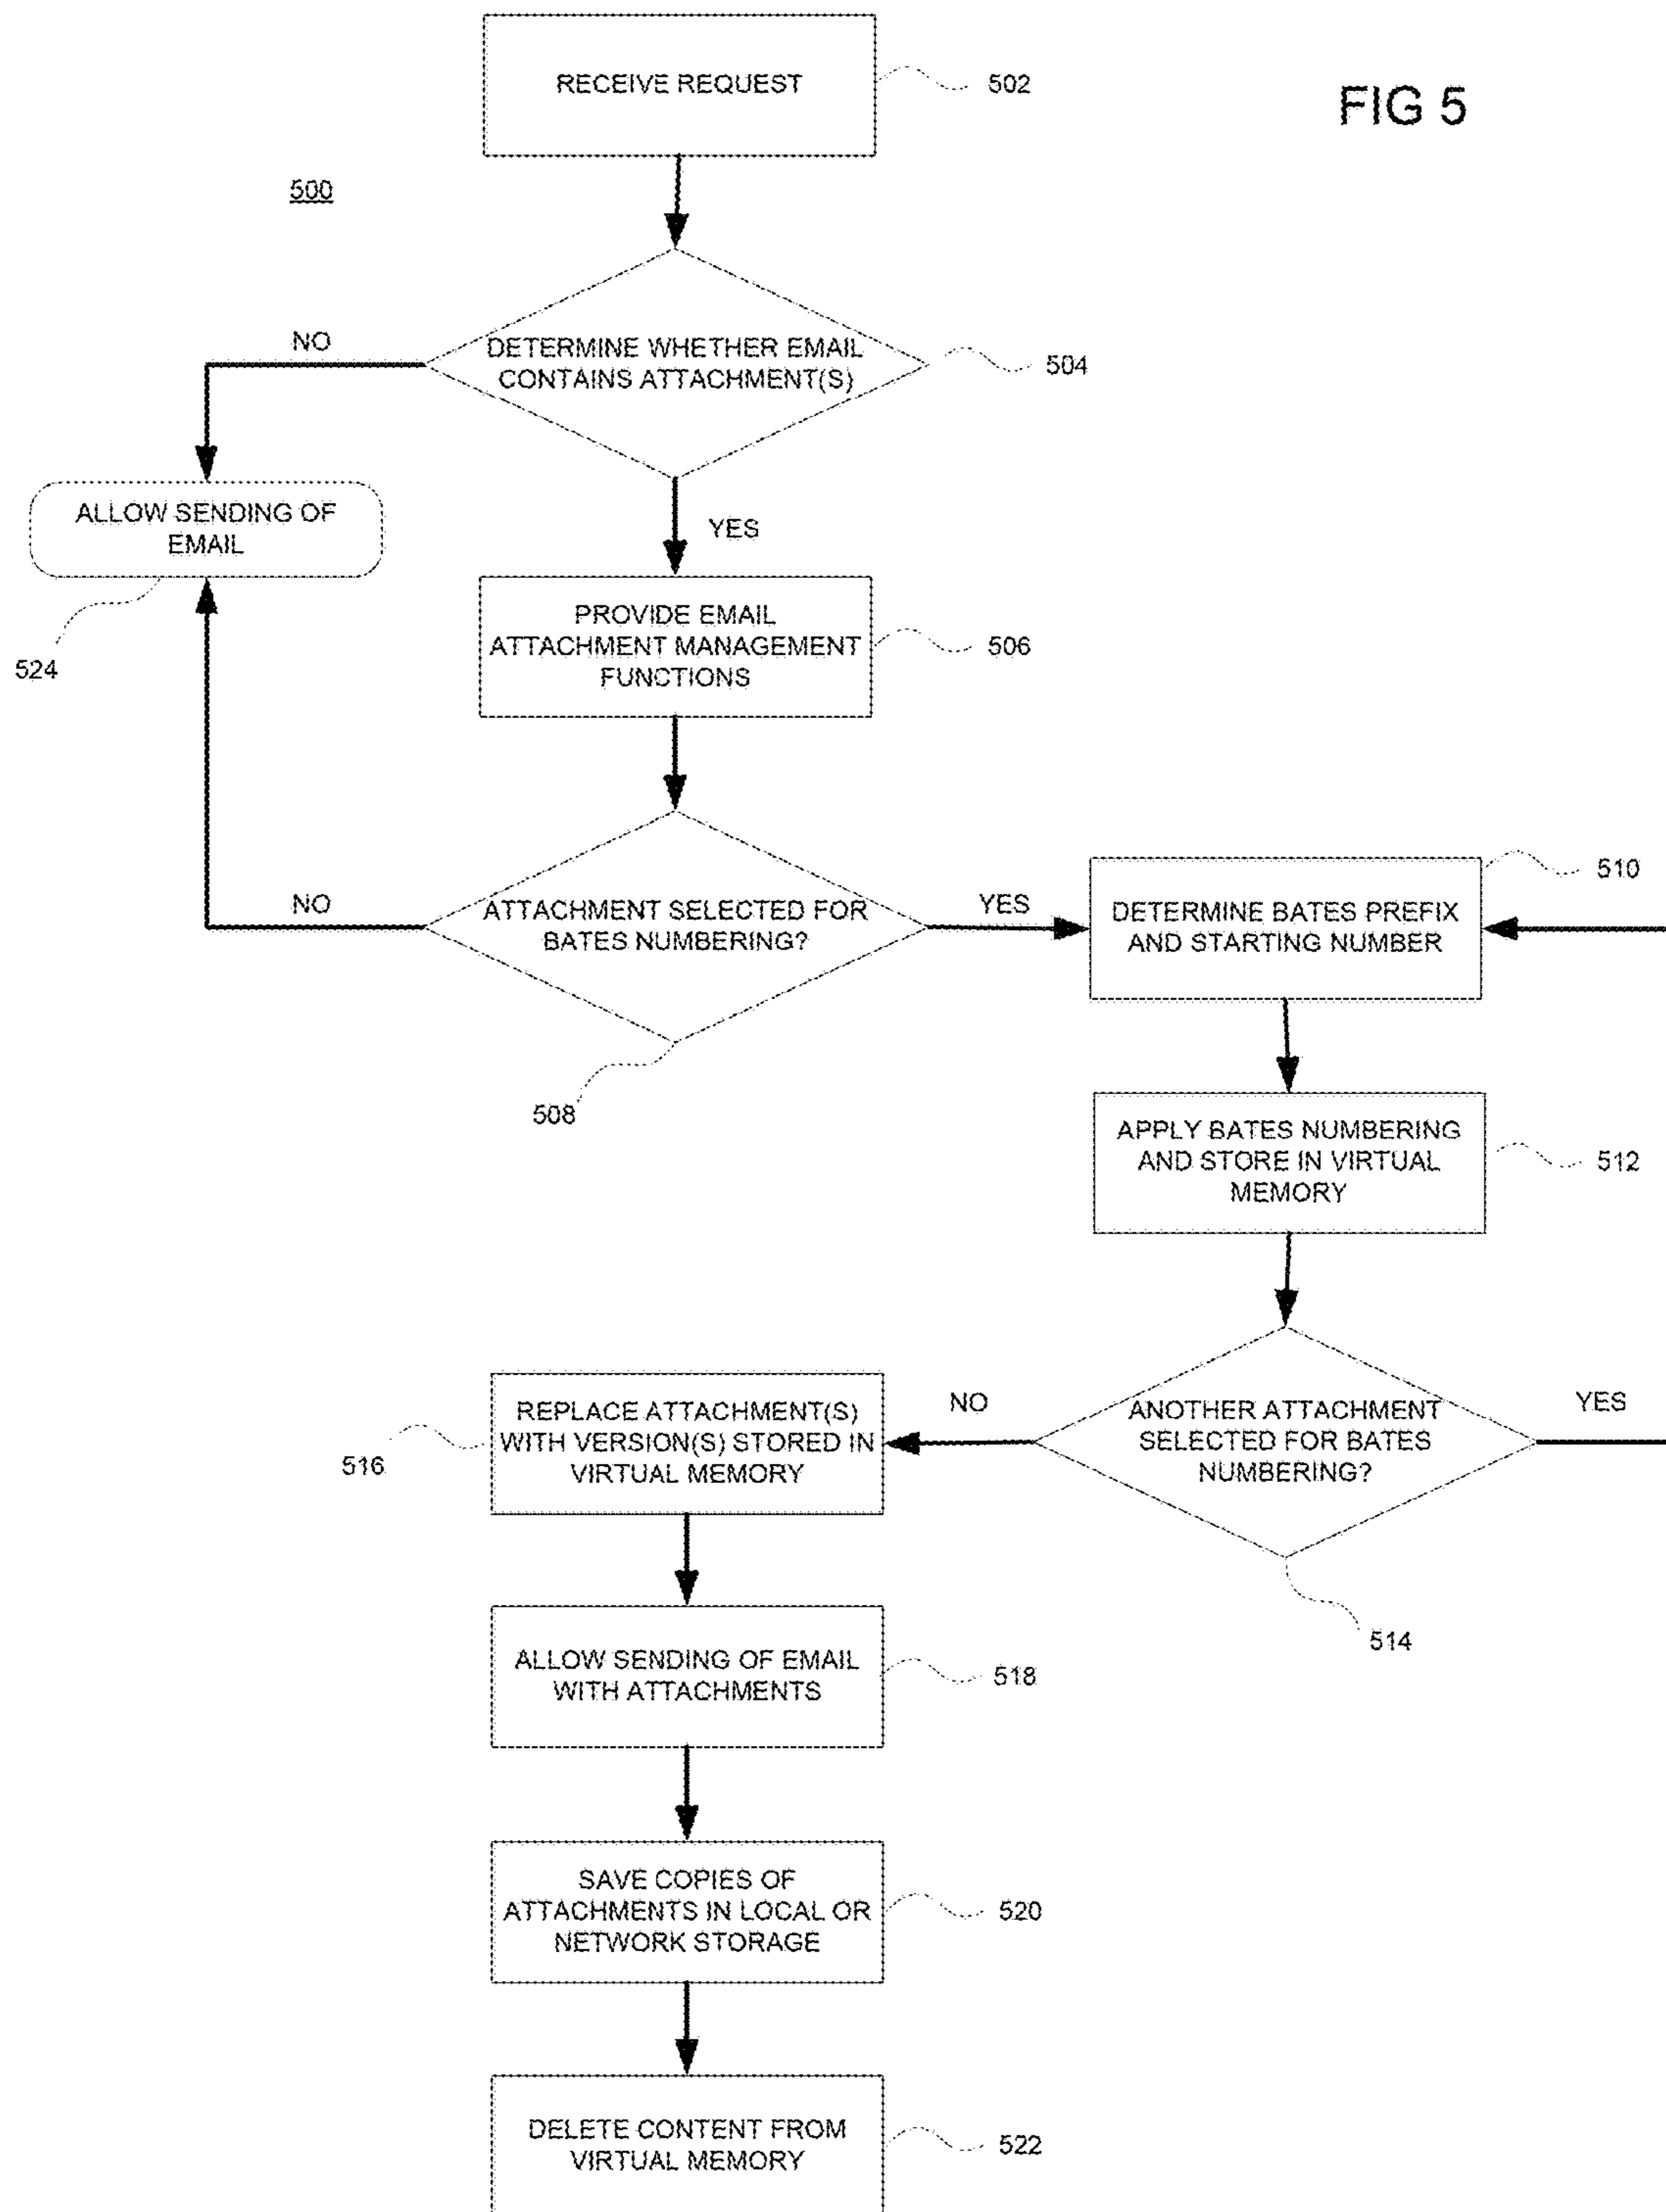 RECEIVE REQUEST
502
FIG 5
500
DETERMINE WHETHER EMAIL
CONTAINS ATTACHMENT(S)
504
NO
YES
ALLOW SENDING OF
EMAIL
524
PROVIDE EMAIL
ATTACHMENT MANAGEMENT
FUNCTIONS
506
ATTACHMENT SELECTED FOR
BATES NUMBERING?
508
NO
YES
DETERMINE BATES PREFIX
AND STARTING NUMBER
510
APPLY BATES NUMBERING
AND STORE IN VIRTUAL
MEMORY
512
ANOTHER ATTACHMENT
SELECTED FOR BATES
NUMBERING?
514
NO
YES
REPLACE ATTACHMENT(S)
WITH VERSION(S) STORED IN
VIRTUAL MEMORY
516
ALLOW SENDING OF EMAIL
WITH ATTACHMENTS
518
SAVE COPIES OF
ATTACHMENTS IN LOCAL OR
NETWORK STORAGE
520
DELETE CONTENT FROM
VIRTUAL MEMORY
522